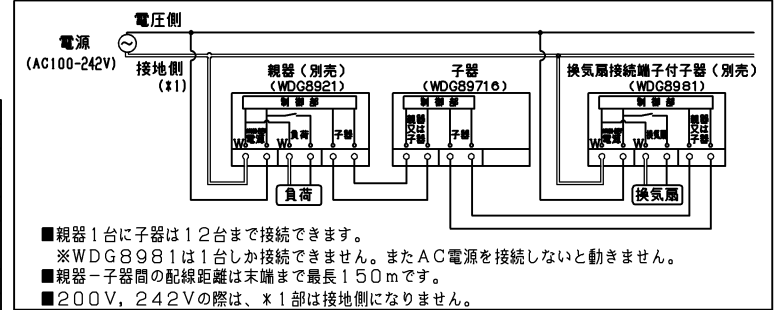 電圧側
電源
(AC100-242V)
接地側
(*1)
親器(別売)
(WDG8921)
子器
(WDG89716)
換気扇接続端子付子器(別売)
(WDG8981)
制御部
制御部
制御部
W 電源 W 負荷 子器
親器又は子器 子器
W 電源 W 換気扇 親器又は子器
負荷
換気扇
■親器1台に子器は12台まで接続できます。
※WDG8981は1台しか接続できません。またAC電源を接続しないと動きません。
■親器-子器間の配線距離は末端まで最長150mです。
■200V,242Vの際は、*1部は接地側になりません。